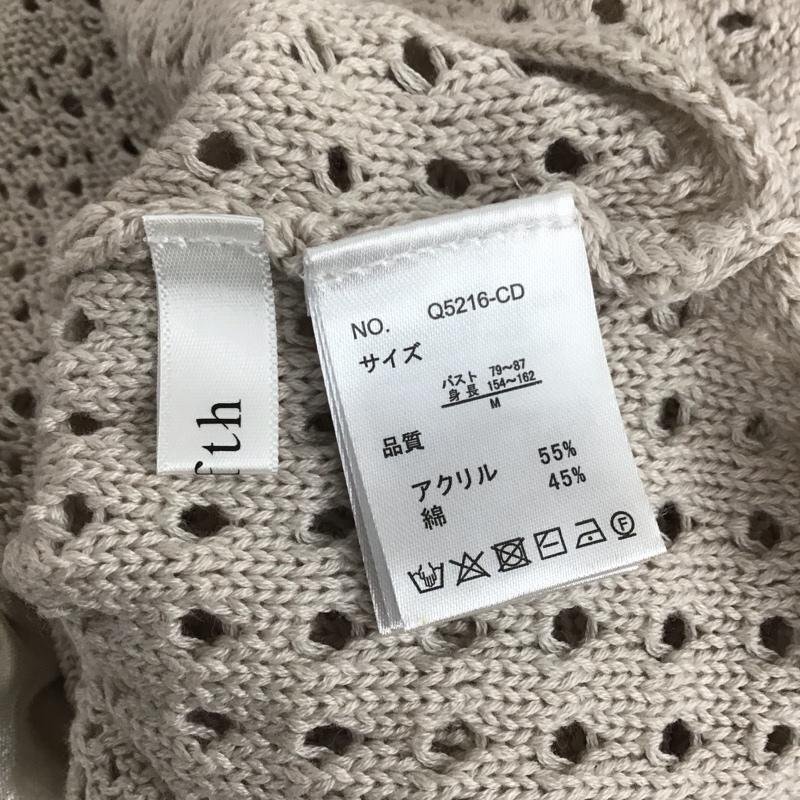 NO. Q5216-CD
サイズ
バスト 79〜87
身長 154〜162
M
品質
アクリル 55%
綿 45%
F